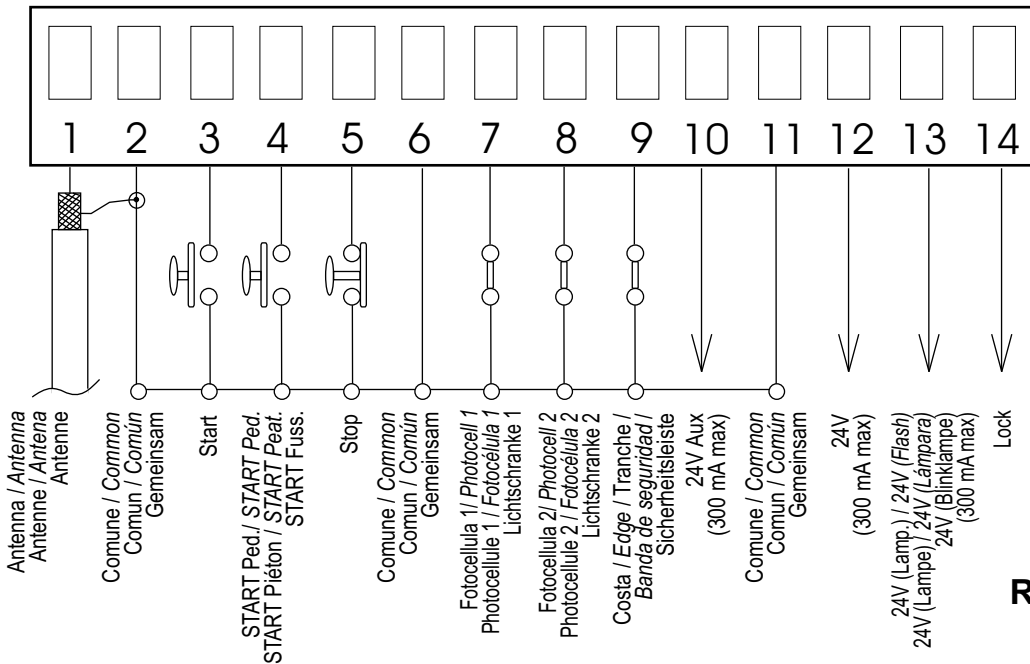 1 2 3 4 5 6 7 8 9 10 11 12 13 14
Antenna / Antenna
Antenne / Antena
Antenne
Comune / Common
Comun / Común
Gemeinsam
Start
START Ped./ START Ped.
START Piéton / START Peat.
START Fuss.
Stop
Comune / Common
Comun / Común
Gemeinsam
Fotocellula 1/ Photocell 1
Photocellule 1 / Fotocélula 1
Lichtschranke 1
Fotocellula 2/ Photocell 2
Photocellule 2 / Fotocélula 2
Lichtschranke 2
Costa / Edge / Tranche /
Banda de seguridad /
Sicherheitsleiste
24V Aux
(300 mA max)
Comune / Common
Comun / Común
Gemeinsam
24V
(300 mA max)
24V (Lamp.) / 24V (Flash)
24V (Lampe) / 24V (Lámpara)
24V (Blinklampe)
(300 mA max)
Lock
R